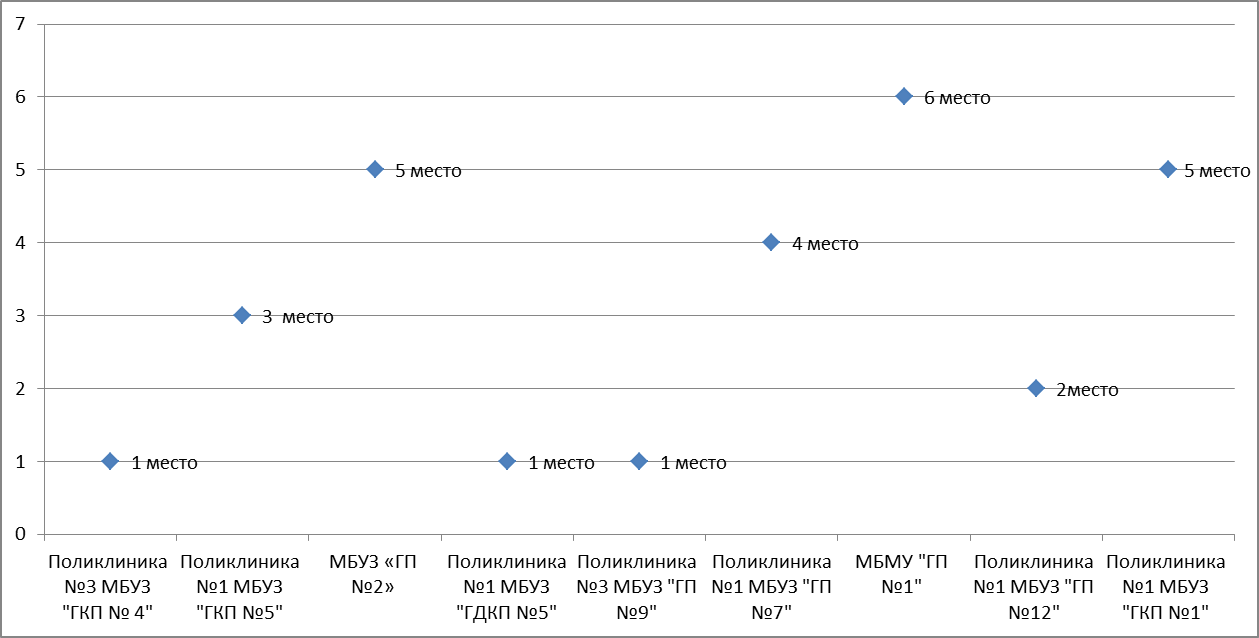 7
6
6 место
5
5 место
5 место
4
4 место
3
3  место
2
2место
1
1 место
1 место
1 место
0
Поликлиника
№3 МБУЗ
"ГКП № 4"
Поликлиника
№1 МБУЗ
"ГКП №5"
МБУЗ «ГП
№2»
Поликлиника
№1 МБУЗ
"ГДКП №5"
Поликлиника
№3 МБУЗ "ГП
№9"
Поликлиника
№1 МБУЗ "ГП
№7"
МБМУ "ГП
№1"
Поликлиника
№1 МБУЗ "ГП
№12"
Поликлиника
№1 МБУЗ
"ГКП №1"